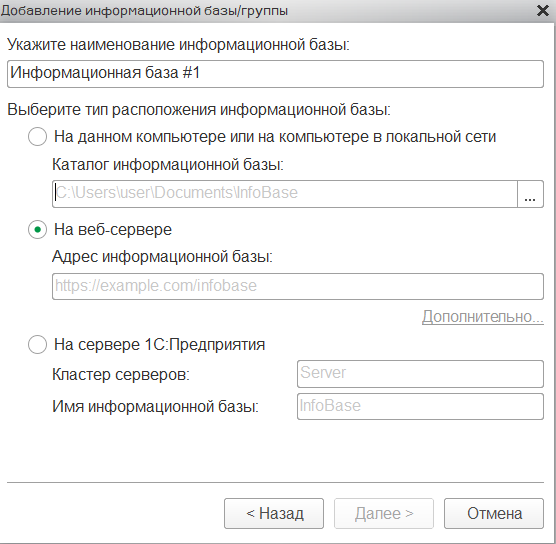 Добавление информационной базы/группы
Укажите наименование информационной базы:
Информационная база #1
Выберите тип расположения информационной базы:
На данном компьютере или на компьютере в локальной сети
Каталог информационной базы:
C:\Users\user\Documents\InfoBase ...
На веб-сервере
Адрес информационной базы:
https://example.com/infobase
Дополнительно...
На сервере 1С:Предприятия
Кластер серверов: Server
Имя информационной базы: InfoBase
< Назад Далее > Отмена